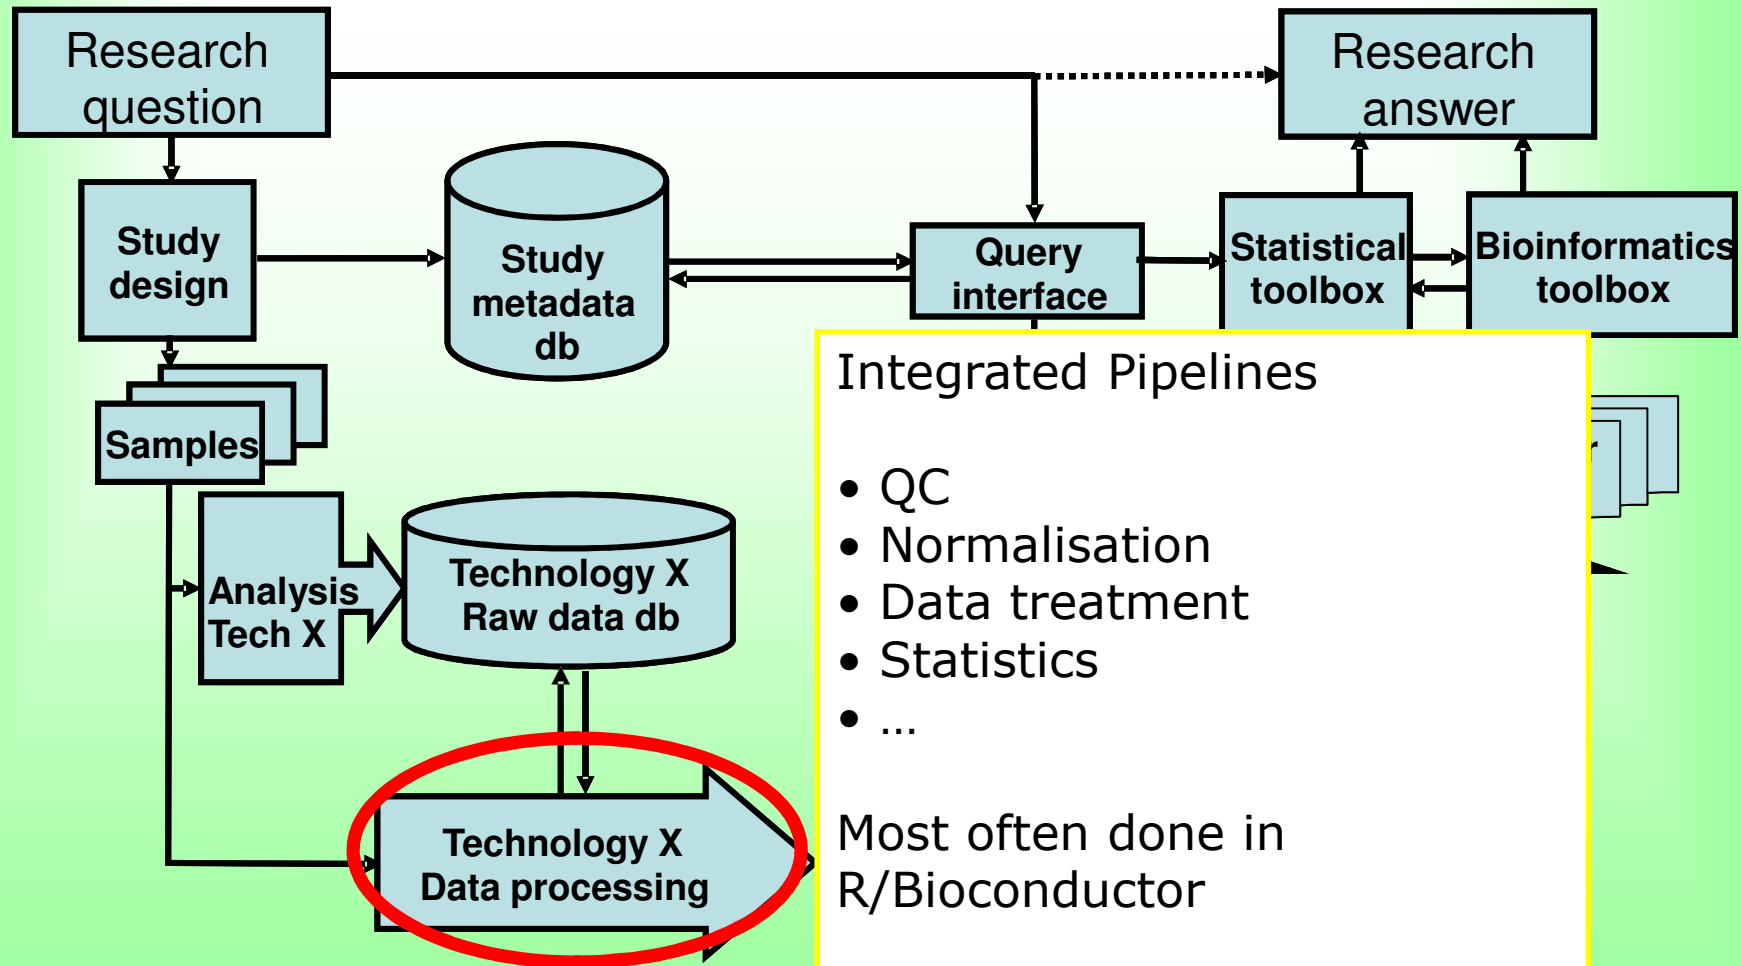 Research
question
Research
answer
Study
design
Study
metadata
db
Query
interface
Statistical
toolbox
Bioinformatics
toolbox
Samples
Analysis
Tech X
Technology X
Raw data db
Technology X
Data processing
Integrated Pipelines
• QC
• Normalisation
• Data treatment
• Statistics
• …
Most often done in
R/Bioconductor